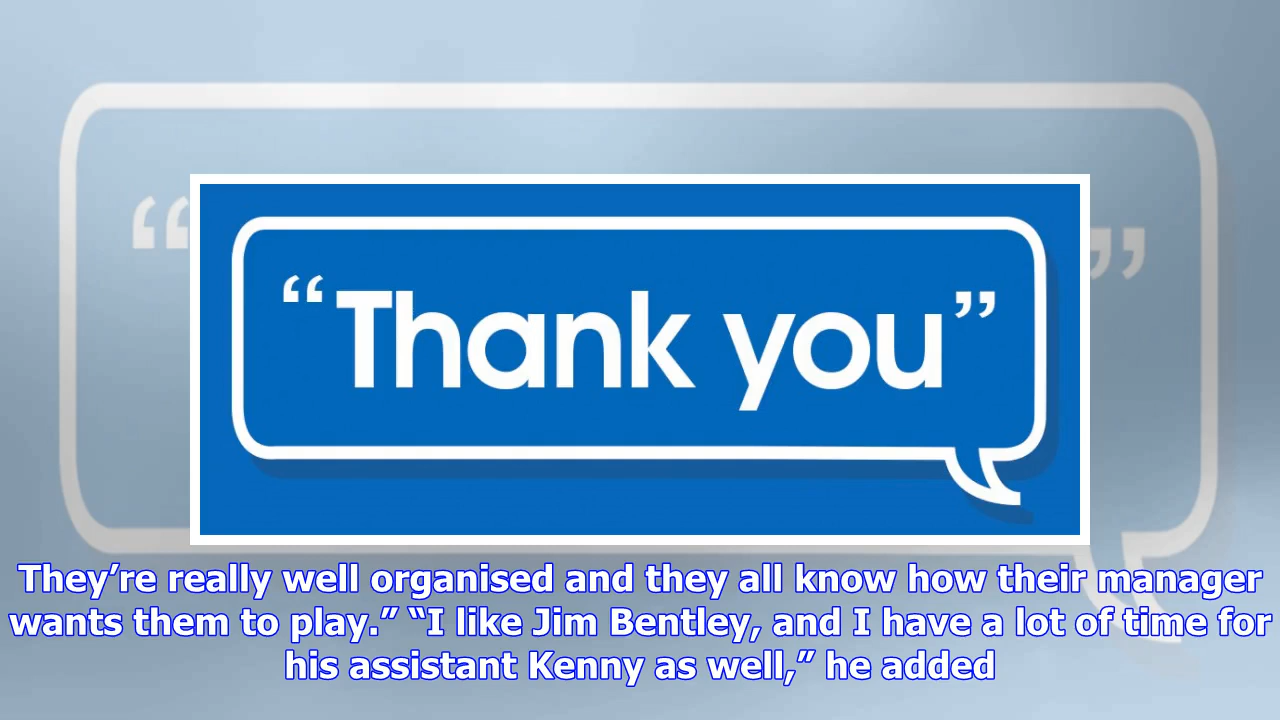 “Thank you”
They’re really well organised and they all know how their manager
wants them to play.” “I like Jim Bentley, and I have a lot of time for
his assistant Kenny as well,” he added